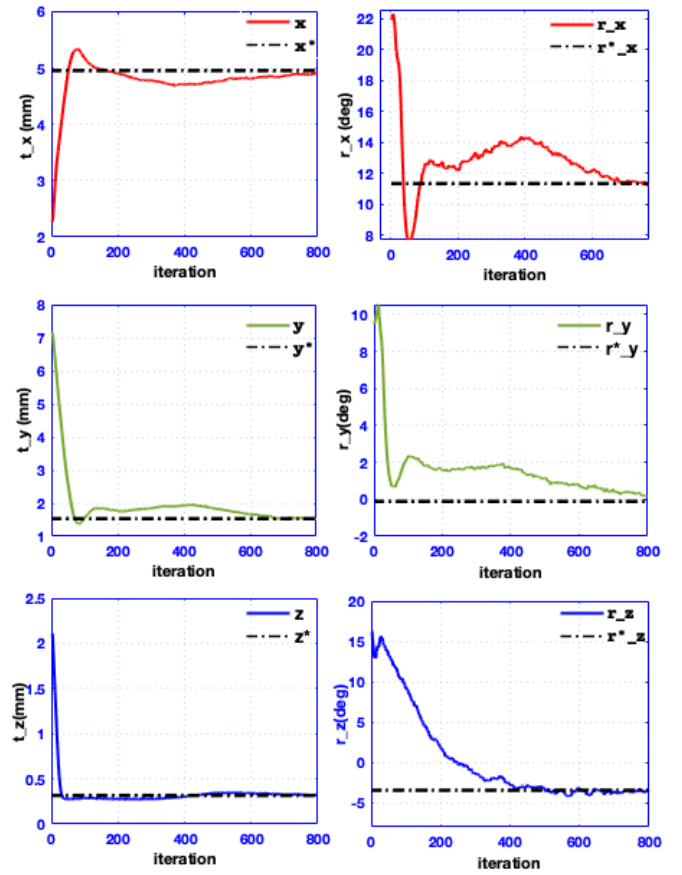 x
x*
t_x (mm)
6
5
4
3
2
0
200
400
600
800
iteration
r_x
r*_x
r_x (deg)
22
20
18
16
14
12
10
8
0
200
400
600
iteration
y
y*
t_y (mm)
8
7
6
5
4
3
2
1
0
200
400
600
800
iteration
r_y
r*_y
r_y(deg)
10
8
6
4
2
0
-2
0
200
400
600
800
iteration
z
z*
t_z(mm)
2.5
2
1.5
1
0.5
0
0
200
400
600
800
iteration
r_z
r*_z
r_z(deg)
20
15
10
5
0
-5
0
200
400
600
800
iteration